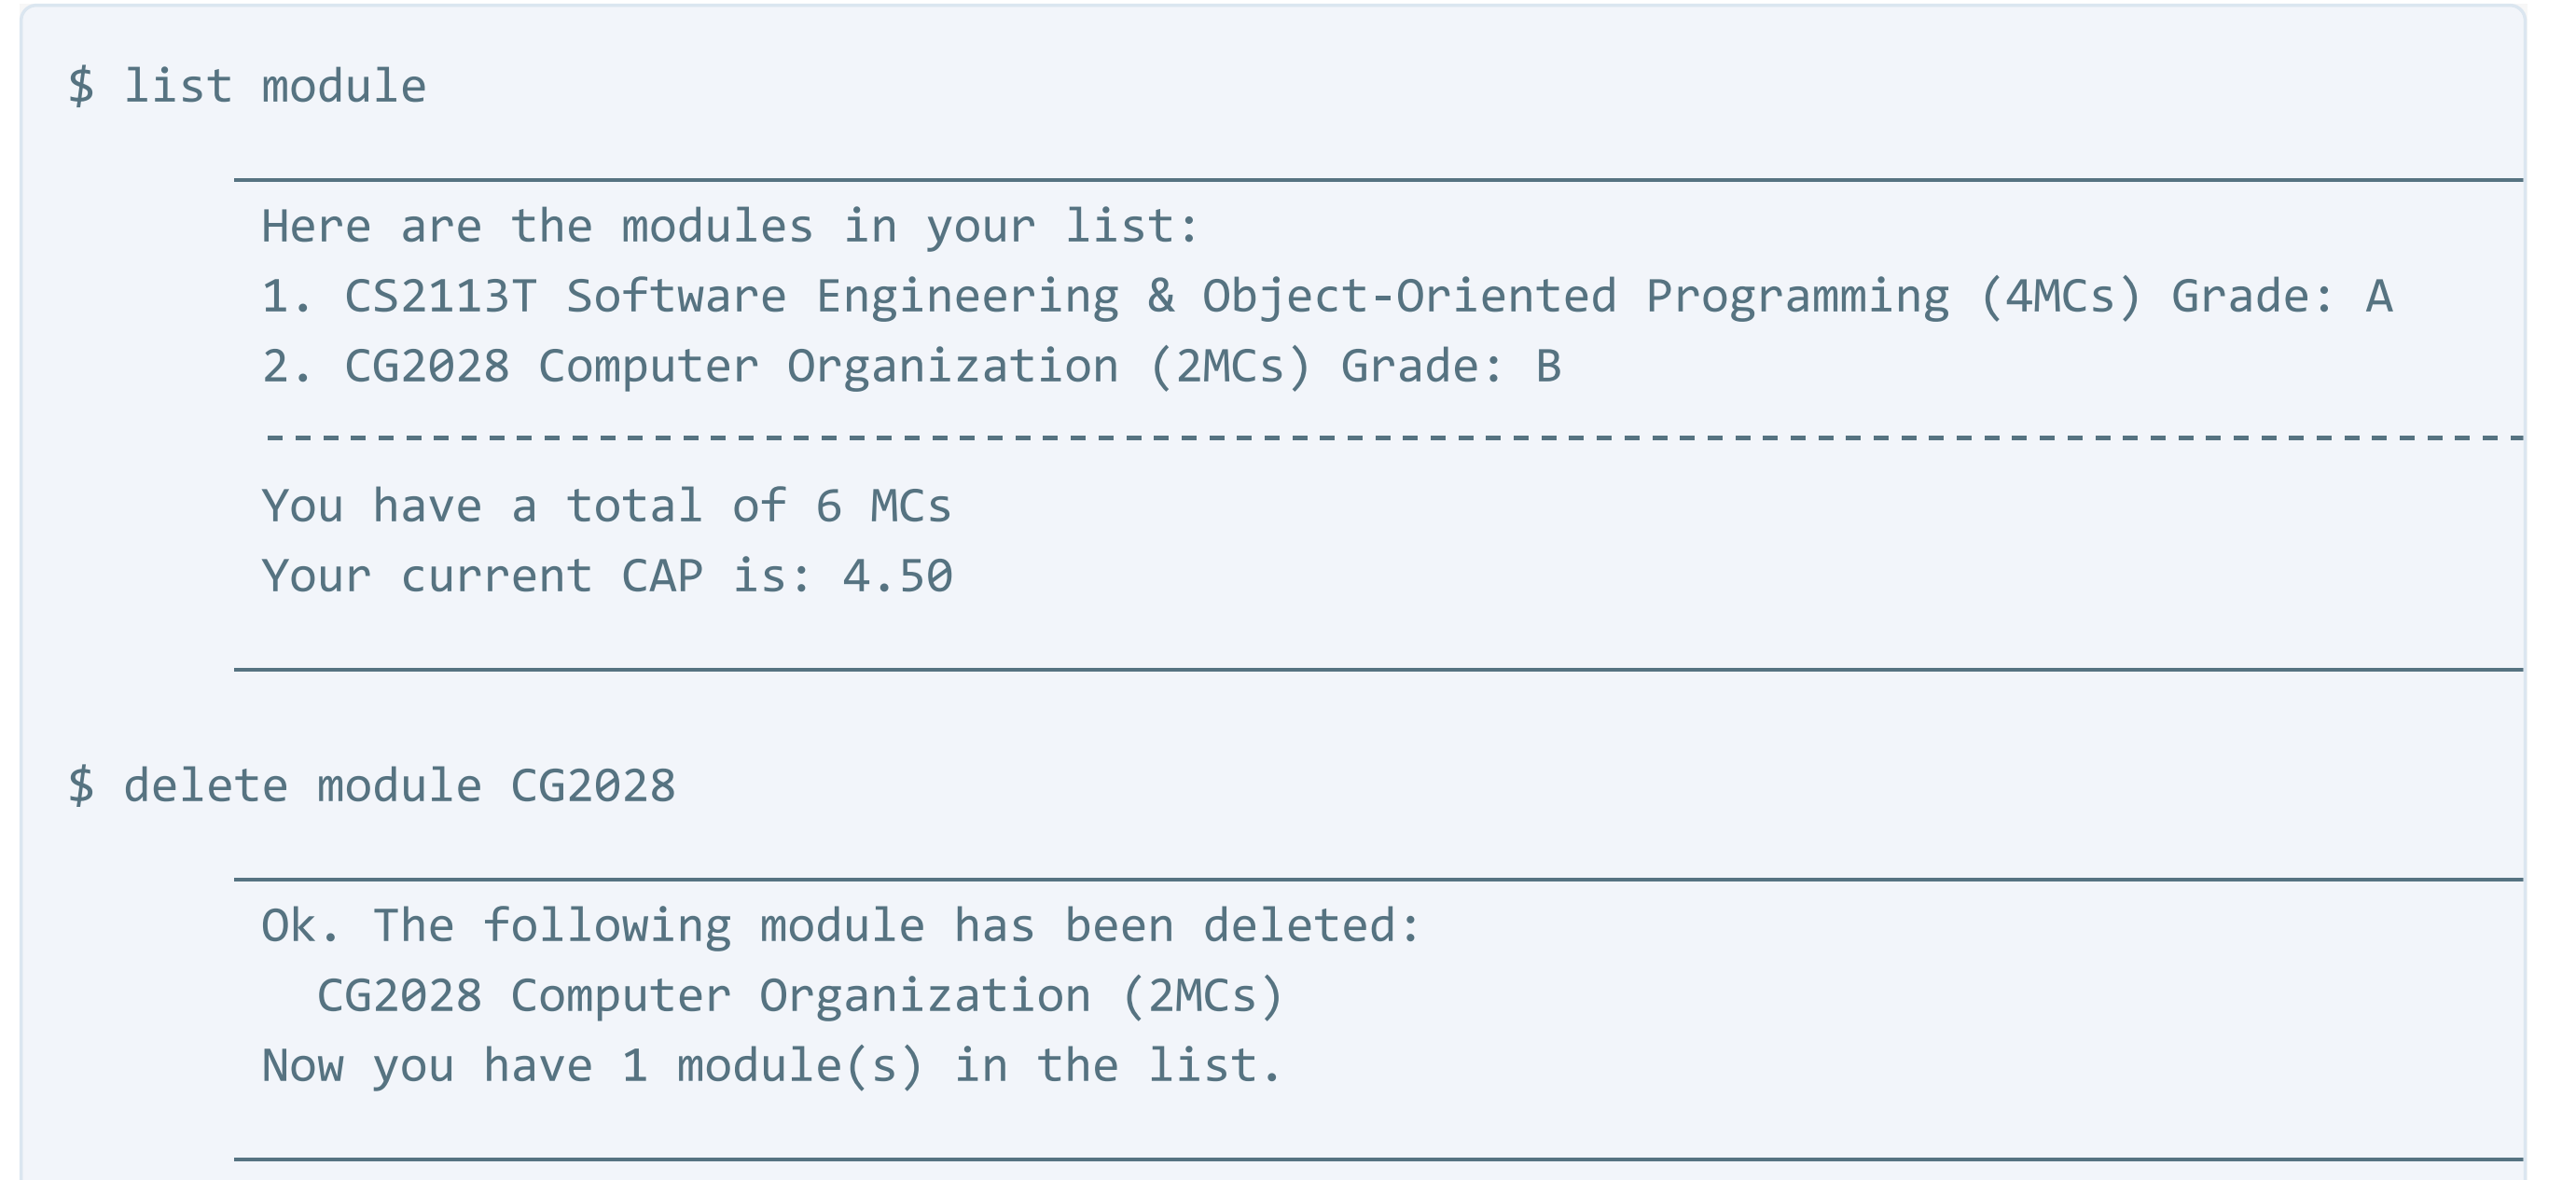 $ list module
Here are the modules in your list:
1. CS2113T Software Engineering & Object-Oriented Programming (4MCs) Grade: A
2. CG2028 Computer Organization (2MCs) Grade: B
-----------------------------------------------------------------------------------
You have a total of 6 MCs
Your current CAP is: 4.50
$ delete module CG2028
Ok. The following module has been deleted:
CG2028 Computer Organization (2MCs)
Now you have 1 module(s) in the list.